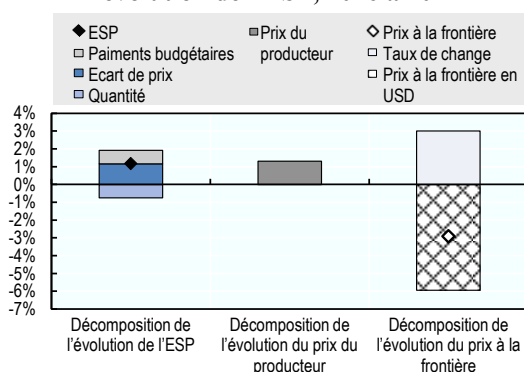 ESP
Paiments budgétaires
Ecart de prix
Quantité
Prix du
producteur
Prix à la frontière
Taux de change
Prix à la frontière en
USD
4%
3%
2%
1%
0%
-1%
-2%
-3%
-4%
-5%
-6%
-7%
Décomposition de
l'évolution de l'ESP
Décomposition de
l'évolution du prix du
producteur
Décomposition de
l'évolution du prix à la
frontière